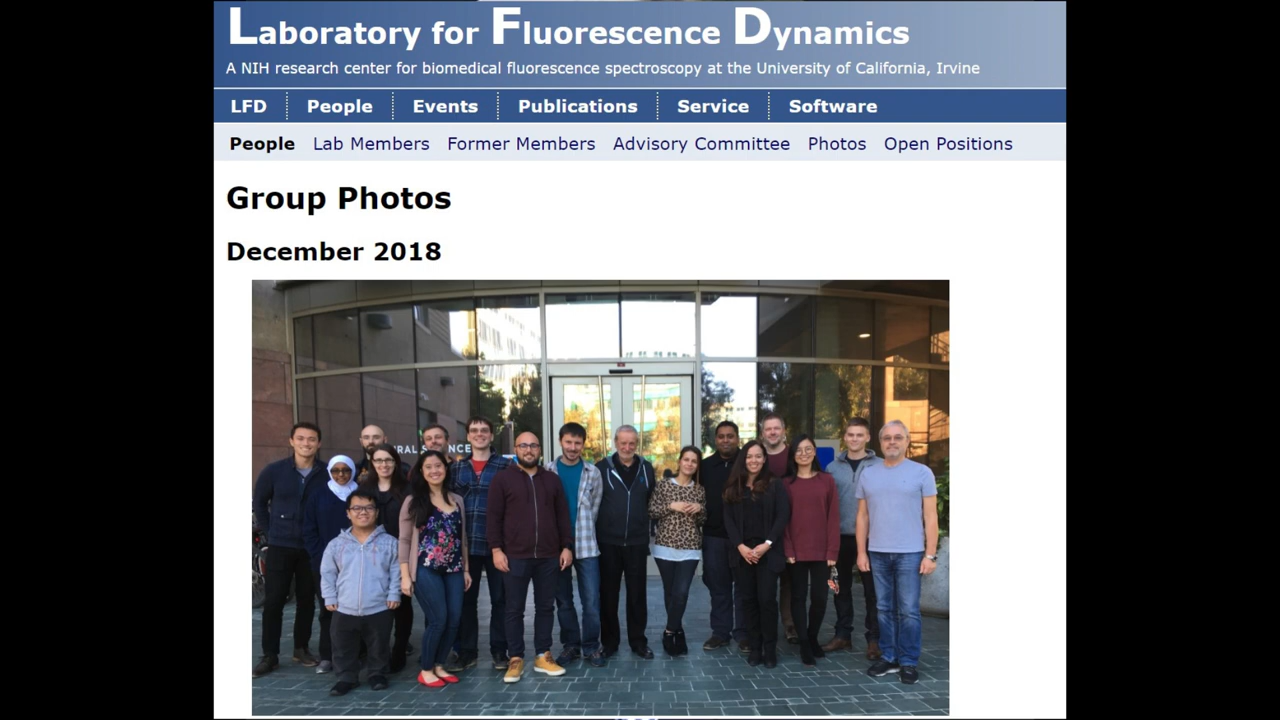 Laboratory for Fluorescence Dynamics
A NIH research center for biomedical fluorescence spectroscopy at the University of California, Irvine
LFD People Events Publications Service Software
People Lab Members Former Members Advisory Committee Photos Open Positions
Group Photos
December 2018